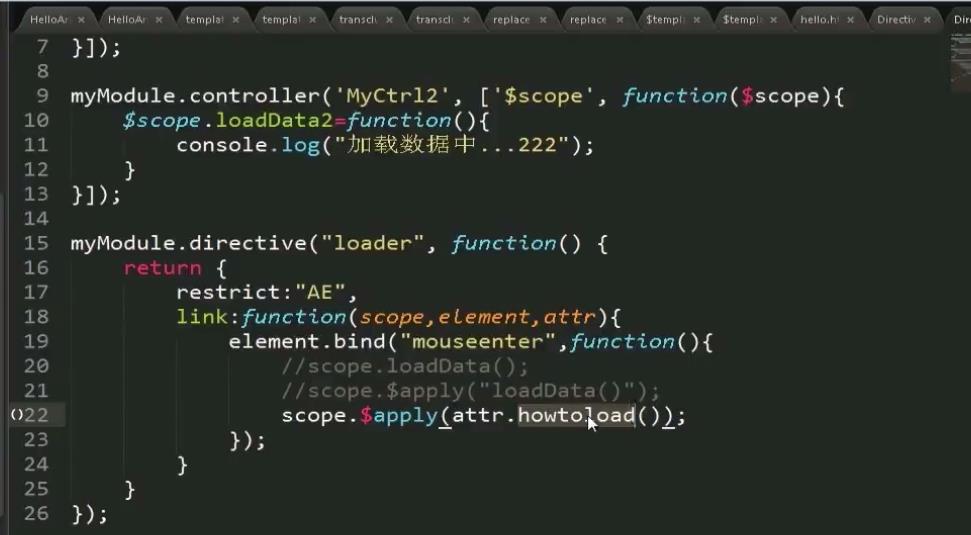 HelloAr × HelloAr × templat × templat × transclu × transclu × replace × replace × $templ × $templ × hello.h × Directiv × Dire
7 }]);
8
9 myModule.controller('MyCtrl2', ['$scope', function($scope){
10 $scope.loadData2=function(){
11 console.log("加载数据中...222");
12 }
13 }]);
14
15 myModule.directive("loader", function() {
16 return {
17 restrict:"AE",
18 link:function(scope,element,attr){
19 element.bind("mouseenter",function(){
20 //scope.loadData();
21 //scope.$apply("loadData()");
22 scope.$apply(attr.howtoload());
23 });
24 }
25 }
26 });